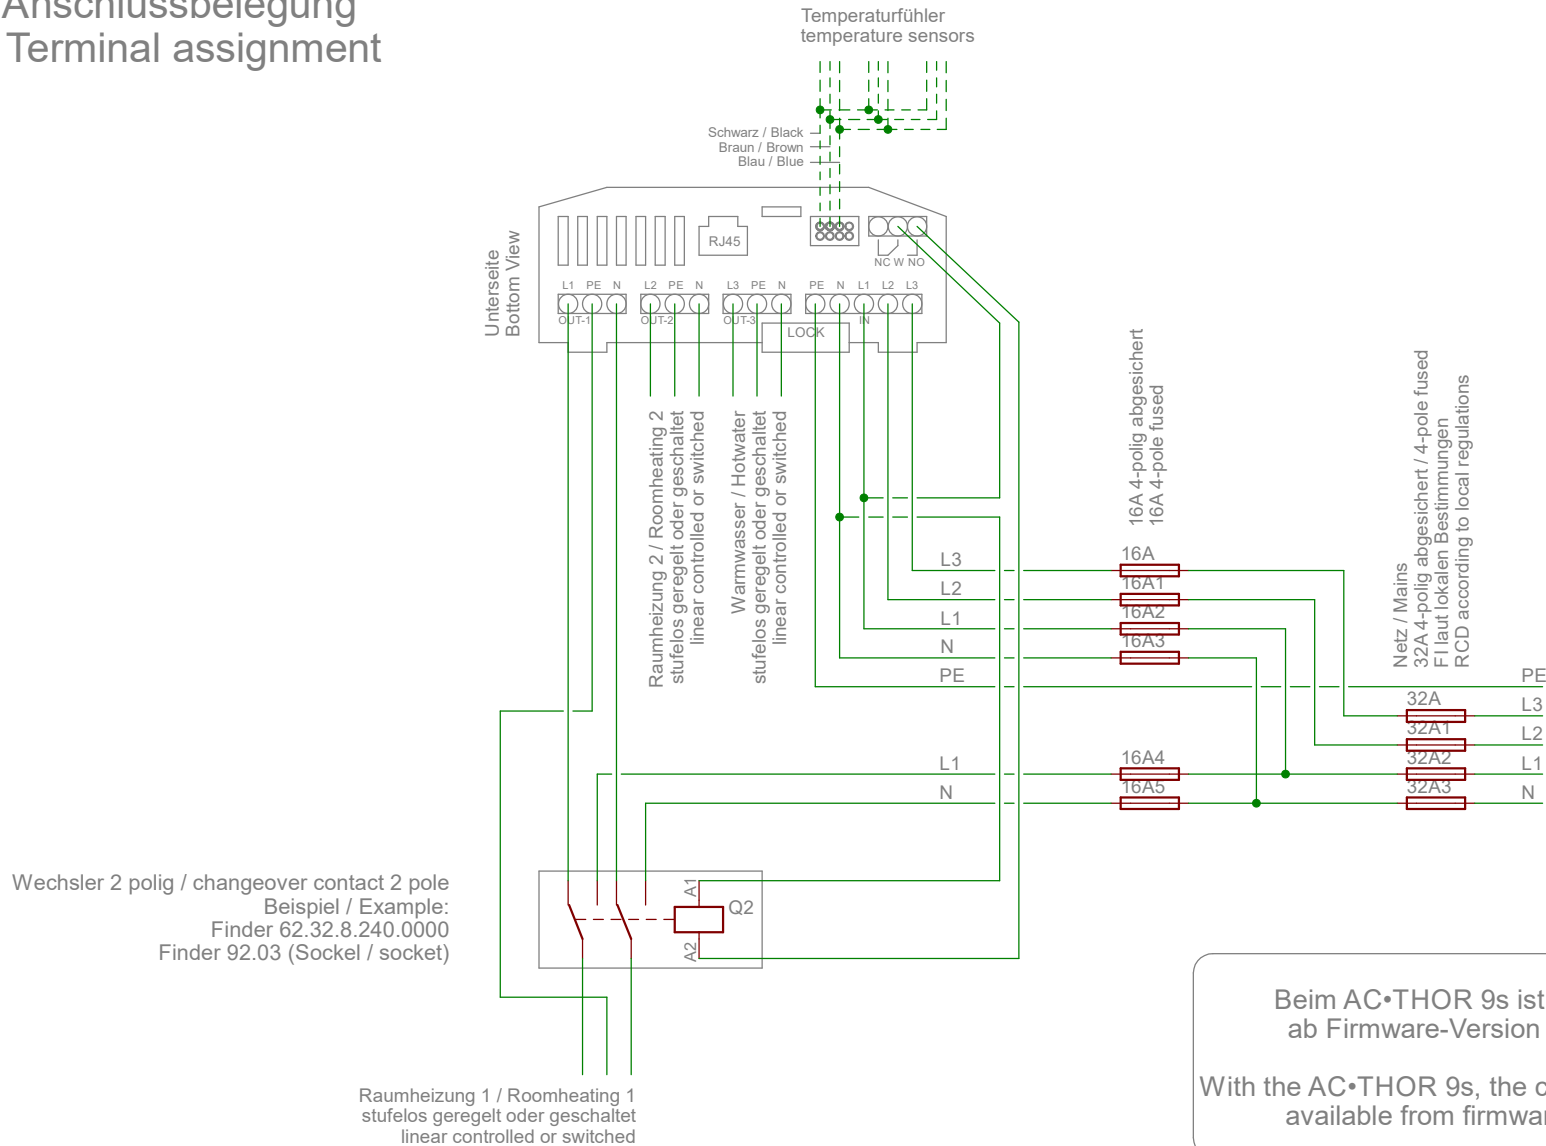 Anschlussbelegung
Terminal assignment
Temperaturfühler
temperature sensors
Schwarz / Black
Braun / Brown
Blau / Blue
Unterseite
Bottom View
RJ45
NC W NO
L1 PE N L2 PE N L3 PE N PE N L1 L2 L3
OUT-1 OUT-2 OUT-3 IN
LOCK
Raumheizung 2 / Roomheating 2
stufelos geregelt oder geschaltet
linear controlled or switched
Warmwasser / Hotwater
stufelos geregelt oder geschaltet
linear controlled or switched
16A 4-polig abgesichert
16A 4-pole fused
Netz / Mains
32A 4-polig abgesichert / 4-pole fused
FI laut lokalen Bestimmungen
RCD according to local regulations
L3 16A
L2 16A1
L1 16A2
N 16A3
PE PE
32A L3
32A1 L2
L1 16A4 32A2 L1
N 16A5 32A3 N
Wechsler 2 polig / changeover contact 2 pole
Beispiel / Example:
Finder 62.32.8.240.0000
Finder 92.03 (Sockel / socket)
A1
Q2
A2
Raumheizung 1 / Roomheating 1
stufelos geregelt oder geschaltet
linear controlled or switched
Beim AC•THOR 9s ist
ab Firmware-Version
With the AC•THOR 9s, the
available from